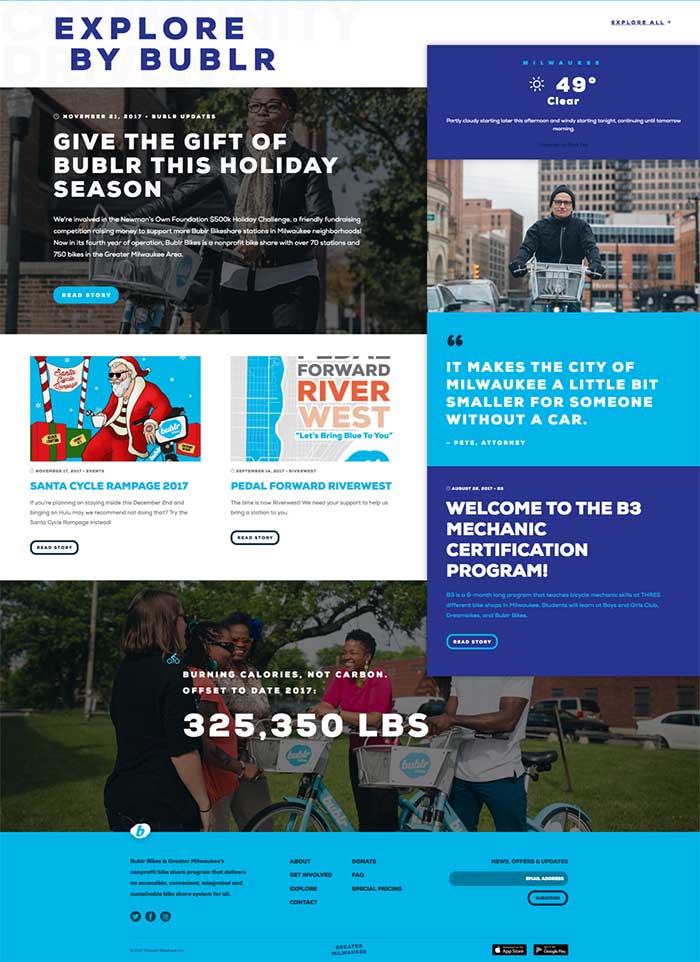 EXPLORE
BY BUBLR
EXPLORE ALL
NOVEMBER 21, 2017 • BUBLR UPDATES
GIVE THE GIFT OF
BUBLR THIS HOLIDAY
SEASON
We're involved in the Newman's Own Foundation $500k Holiday Challenge, a friendly fundraising
competition raising money to support more Bublr Bikeshare stations in Milwaukee neighborhoods!
Now in its fourth year of operation, Bublr Bikes is a nonprofit bike share with over 70 stations and
750 bikes in the Greater Milwaukee Area.
READ STORY
MILWAUKEE
49°
Clear
Partly cloudy starting later this afternoon and windy starting tonight, continuing until tomorrow
morning.
“
IT MAKES THE CITY OF
MILWAUKEE A LITTLE BIT
SMALLER FOR SOMEONE
WITHOUT A CAR.
– PETE, ATTORNEY
Santa
Cycle
Rampage
bublr
NOVEMBER 17, 2017 • EVENTS
SANTA CYCLE RAMPAGE 2017
If you're planning on staying inside this December 2nd and
binging on Hulu may we recommend not doing that? Try the
Santa Cycle Rampage instead!
READ STORY
PEDAL
FORWARD
RIVER
WEST
"Let's Bring Blue To You"
SEPTEMBER 14, 2017 • RIVERWEST
PEDAL FORWARD RIVERWEST
The time is now Riverwest! We need your support to help us
bring a station to you.
READ STORY
AUGUST 22, 2017 • B3
WELCOME TO THE B3
MECHANIC
CERTIFICATION
PROGRAM!
B3 is a 6-month long program that teaches bicycle mechanic skills at THREE
different bike shops in Milwaukee. Students will learn at Boys and Girls Club,
Dreambikes, and Bublr Bikes.
READ STORY
BURNING CALORIES, NOT CARBON.
OFFSET TO DATE 2017:
325,350 LBS
bublr
bublr
b
Bublr Bikes is Greater Milwaukee's
nonprofit bike share program that delivers
an accessible, convenient, integrated and
sustainable bike share system for all.
ABOUT
GET INVOLVED
EXPLORE
CONTACT
DONATE
FAQ
SPECIAL PRICING
NEWS, OFFERS & UPDATES
EMAIL ADDRESS
SUBSCRIBE
GREATER
MILWAUKEE
App Store
Google Play